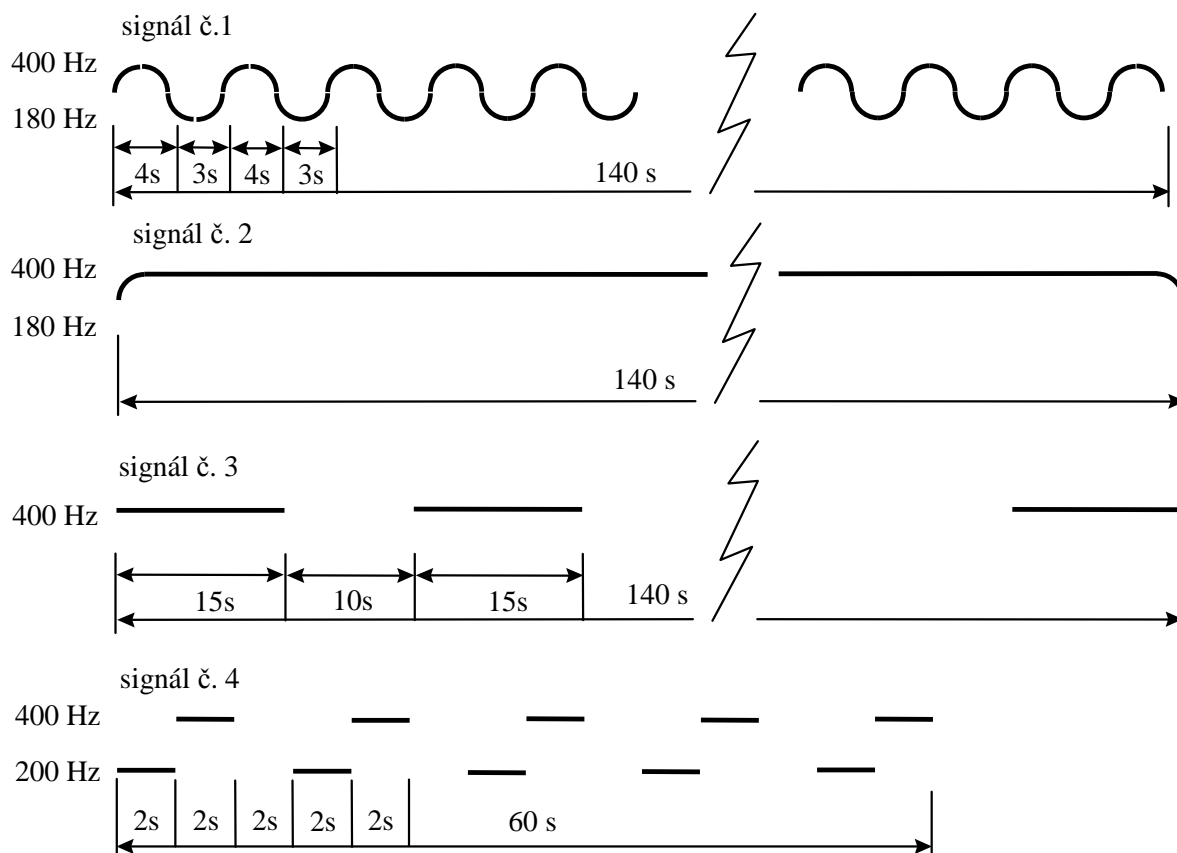 signál č.1
400 Hz
180 Hz
4s 3s 4s 3s 140 s
signál č. 2
400 Hz
180 Hz
140 s
signál č. 3
400 Hz
15s 10s 15s 140 s
signál č. 4
400 Hz
200 Hz
2s 2s 2s 2s 2s 60 s